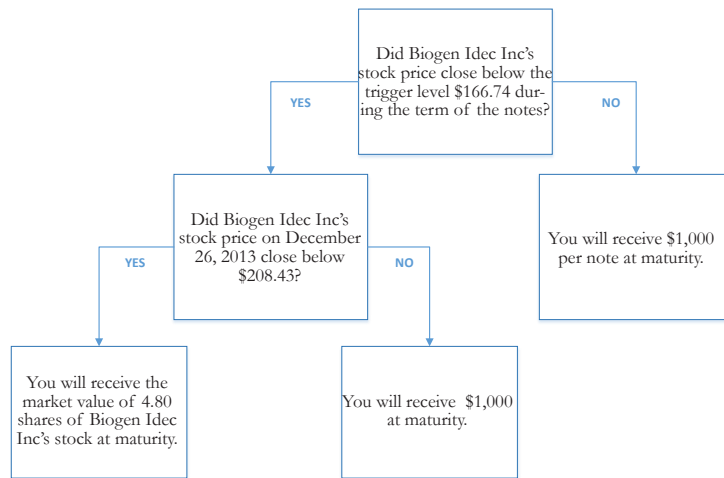 Did Biogen Idec Inc's
stock price close below the
trigger level $166.74 dur-
ing the term of the notes?
YES
NO
Did Biogen Idec Inc's
stock price on December
26, 2013 close below
$208.43?
You will receive $1,000
per note at maturity.
YES
NO
You will receive the
market value of 4.80
shares of Biogen Idec
Inc's stock at maturity.
You will receive $1,000
at maturity.